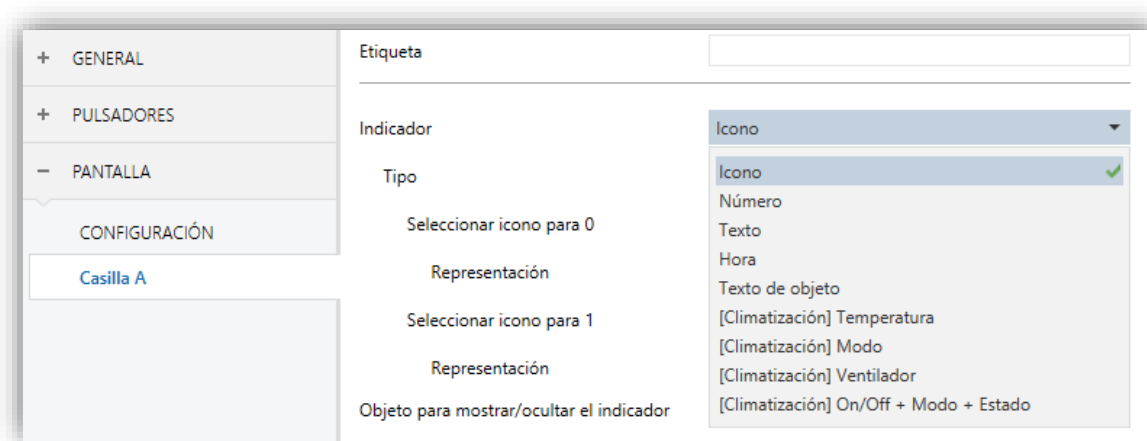 + GENERAL
+ PULSADORES
− PANTALLA
CONFIGURACIÓN
Casilla A
Etiqueta
Indicador
Icono
Tipo
Seleccionar icono para 0
Representación
Seleccionar icono para 1
Representación
Objeto para mostrar/ocultar el indicador
Icono
Número
Texto
Hora
Texto de objeto
[Climatización] Temperatura
[Climatización] Modo
[Climatización] Ventilador
[Climatización] On/Off + Modo + Estado